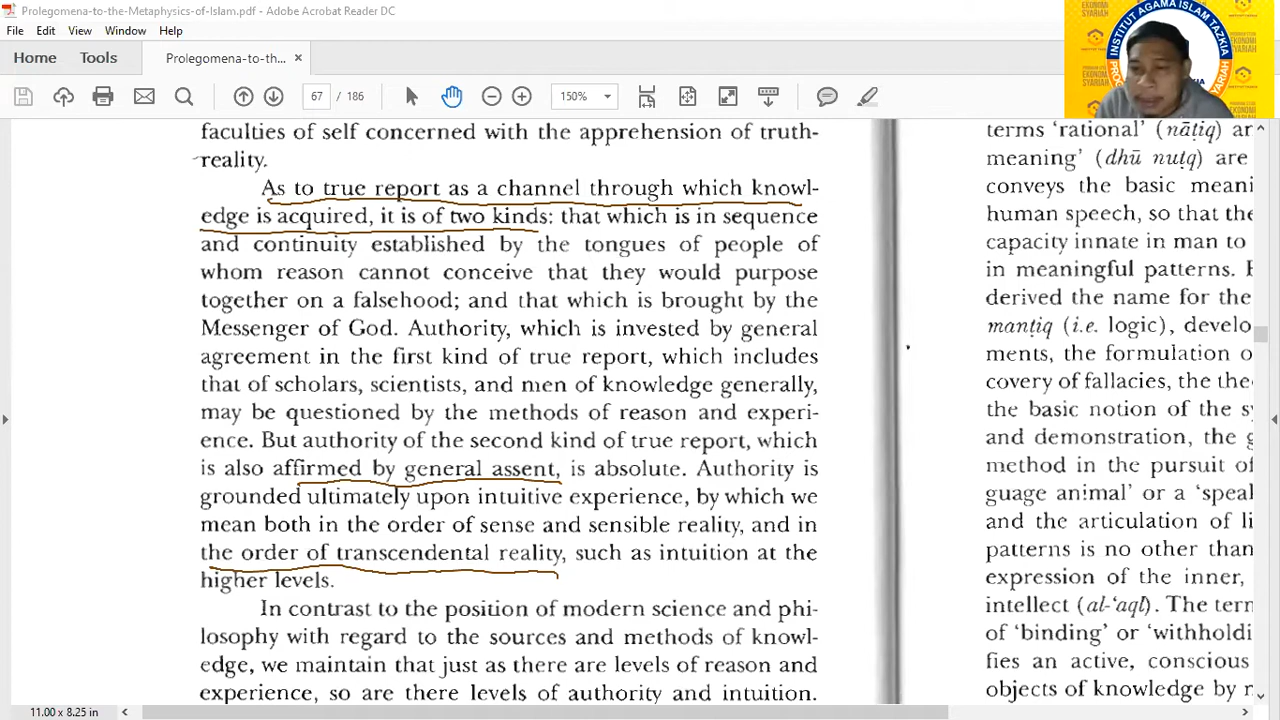 Prolegomena-to-the-Metaphysics-of-Islam.pdf - Adobe Acrobat Reader DC
File Edit View Window Help
Home Tools Prolegomena-to-th... ×
67 / 186 150%
EKONOMI SYARIAH
INSTITUT AGAMA ISLAM TAZKIA
faculties of self concerned with the apprehension of truth-
reality.
As to true report as a channel through which knowl-
edge is acquired, it is of two kinds: that which is in sequence
and continuity established by the tongues of people of
whom reason cannot conceive that they would purpose
together on a falsehood; and that which is brought by the
Messenger of God. Authority, which is invested by general
agreement in the first kind of true report, which includes
that of scholars, scientists, and men of knowledge generally,
may be questioned by the methods of reason and experi-
ence. But authority of the second kind of true report, which
is also affirmed by general assent, is absolute. Authority is
grounded ultimately upon intuitive experience, by which we
mean both in the order of sense and sensible reality, and in
the order of transcendental reality, such as intuition at the
higher levels.
In contrast to the position of modern science and phi-
losophy with regard to the sources and methods of knowl-
edge, we maintain that just as there are levels of reason and
experience, so are there levels of authority and intuition.
terms ‘rational’ (nāṭiq) ar
meaning’ (dhū nuṭq) are
conveys the basic meani
human speech, so that the
capacity innate in man to
in meaningful patterns.
derived the name for the
manṭiq (i.e. logic), develo
ments, the formulation o
covery of fallacies, the the
the basic notion of the s
and demonstration, the g
method in the pursuit of
guage animal’ or a ‘speal
and the articulation of li
patterns is no other than
expression of the inner,
intellect (al-‘aql). The tern
of ‘binding’ or ‘withholdi
fies an active, conscious
objects of knowledge by
11.00 x 8.25 in